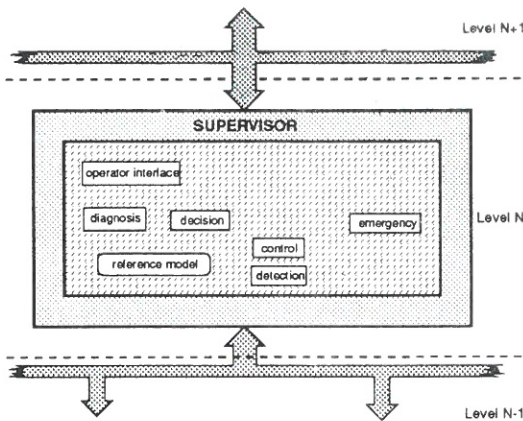 Level N+1
SUPERVISOR
operator interface
diagnosis
decision
emergency
Level N
control
reference model
detection
Level N-1